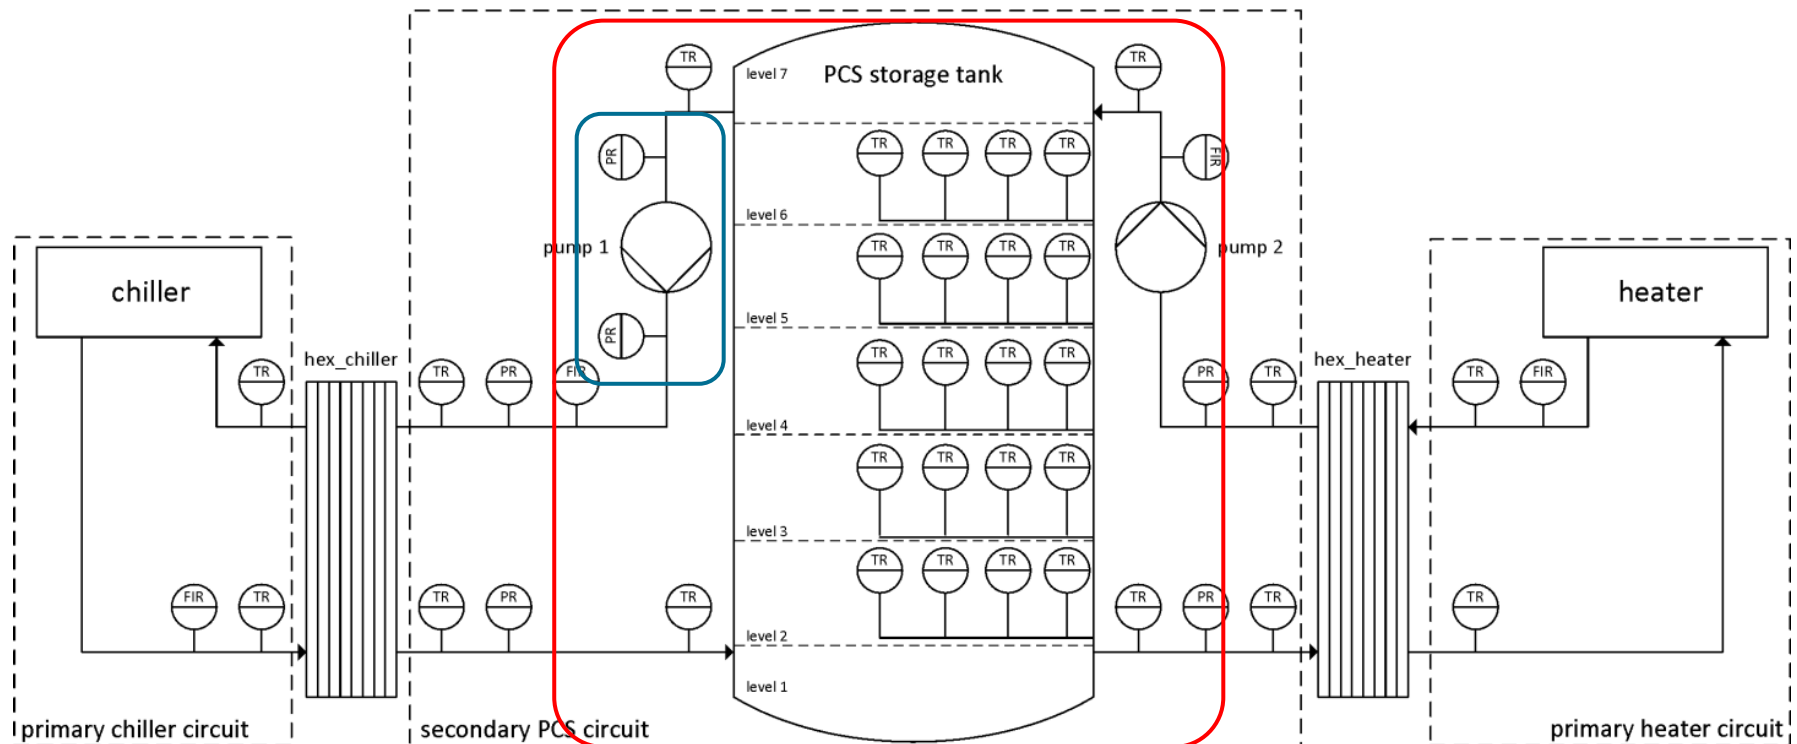 TR
level 7
PCS storage tank
TR
PR
TR TR TR TR
FIR
level 6
pump 1
TR TR TR TR
pump 2
chiller
heater
level 5
PR
hex_chiller
TR TR TR TR
hex_heater
TR
TR PR FIR
PR TR
TR FIR
level 4
TR TR TR TR
level 3
TR TR TR TR
FIR TR
TR PR
TR
TR PR TR
TR
level 2
level 1
primary chiller circuit
secondary PCS circuit
primary heater circuit